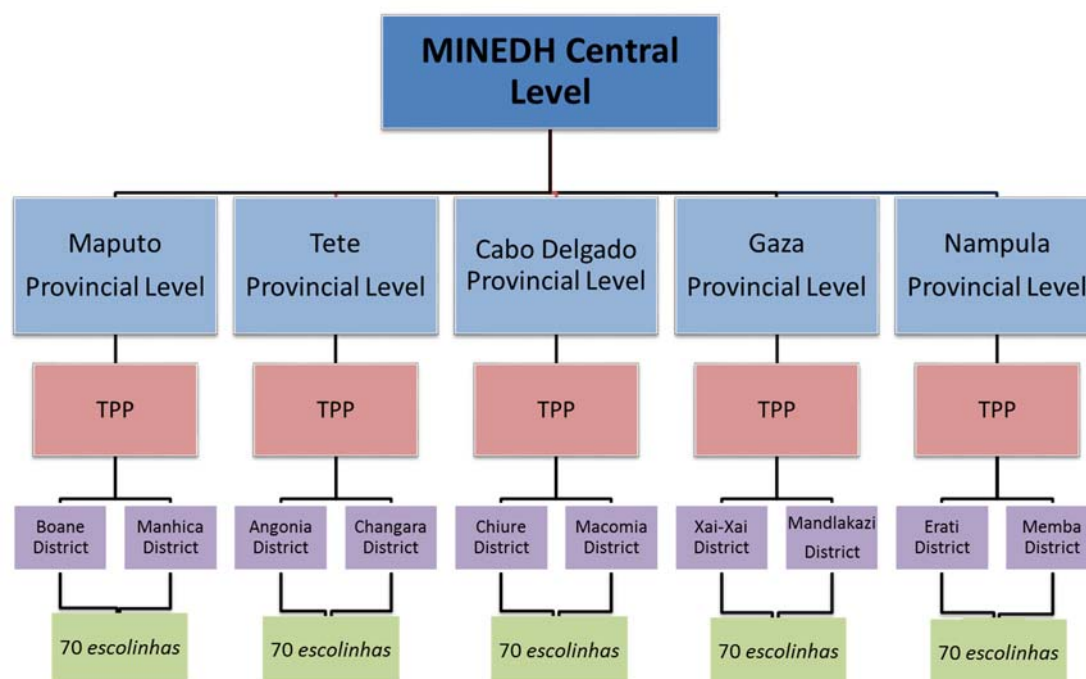 MINEDH Central
Level
Maputo
Provincial Level
Tete
Provincial Level
Cabo Delgado
Provincial Level
Gaza
Provincial Level
Nampula
Provincial Level
TPP
TPP
TPP
TPP
TPP
Boane
District
Manhica
District
Angonia
District
Changara
District
Chiure
District
Macomia
District
Xai-Xai
District
Mandlakazi
District
Erati
District
Memba
District
70 escolinhas
70 escolinhas
70 escolinhas
70 escolinhas
70 escolinhas